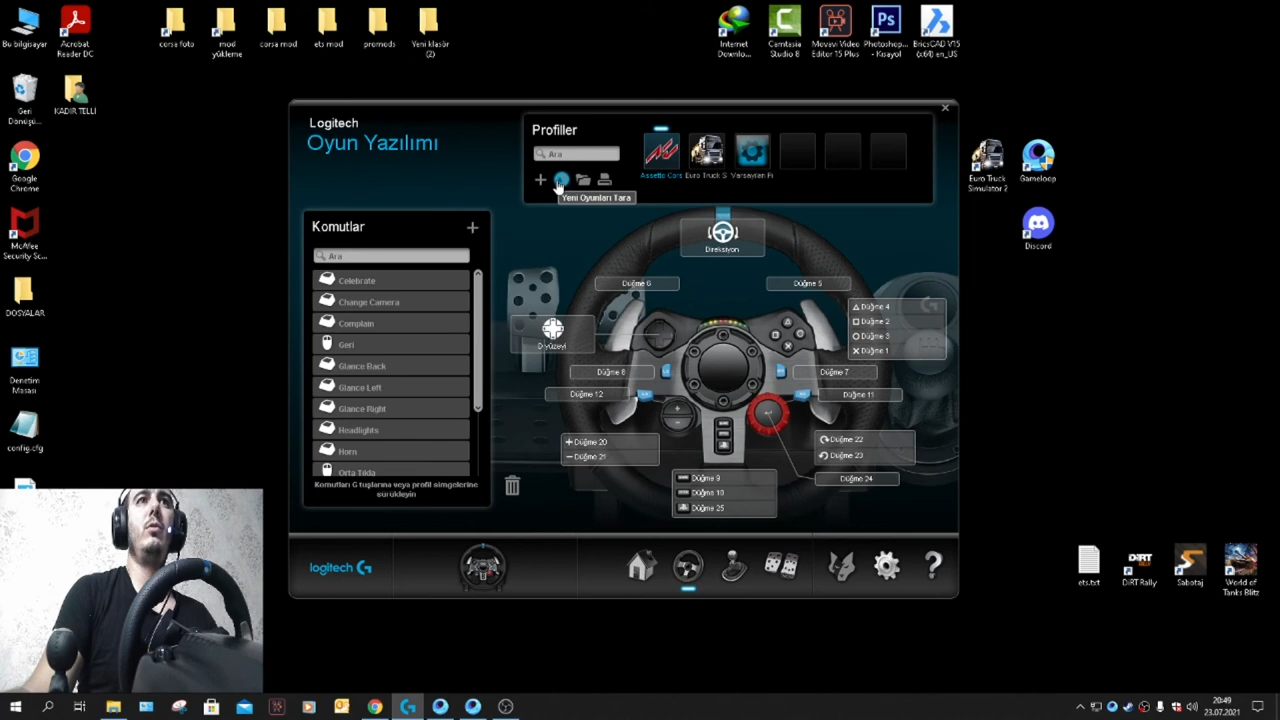 Bu bilgisayar
Acrobat
Reader DC
corsa foto
mod
yükleme
corsa mod
ets mod
promods
Yeni klasör
(2)
Internet
Downlo...
Camtasia
Studio 8
Movavi Video
Editor 15 Plus
Photoshop...
- Kısayol
BricsCAD V15
(x64) en_US
Geri
Dönüşü...
KADİR TELLİ
Google
Chrome
McAfee
Security Sc...
DOSYALAR
Denetim
Masası
config.cfg
Euro Truck
Simulator 2
Gameloop
Discord
ets.txt
DiRT Rally
Sabotaj
World of
Tanks Blitz
Logitech
Oyun Yazılımı
Profiller
Ara
Assetto Cors
Euro Truck S
Varsayılan Pı
Yeni Oyunları Tara
Komutlar
Ara
Celebrate
Change Camera
Complain
Geri
Glance Back
Glance Left
Glance Right
Headlights
Horn
Orta Tıkla
Komutları G tuşlarına veya profil simgelerine
sürükleyin
Direksiyon
Düğme 6
Düğme 5
Düğme 4
Düğme 2
Düğme 3
Düğme 1
D-yüzeyi
Düğme 8
Düğme 7
Düğme 12
Düğme 11
Düğme 20
Düğme 21
Düğme 22
Düğme 23
Düğme 24
Düğme 9
Düğme 10
Düğme 25
logitech G
20:49
23.07.2021